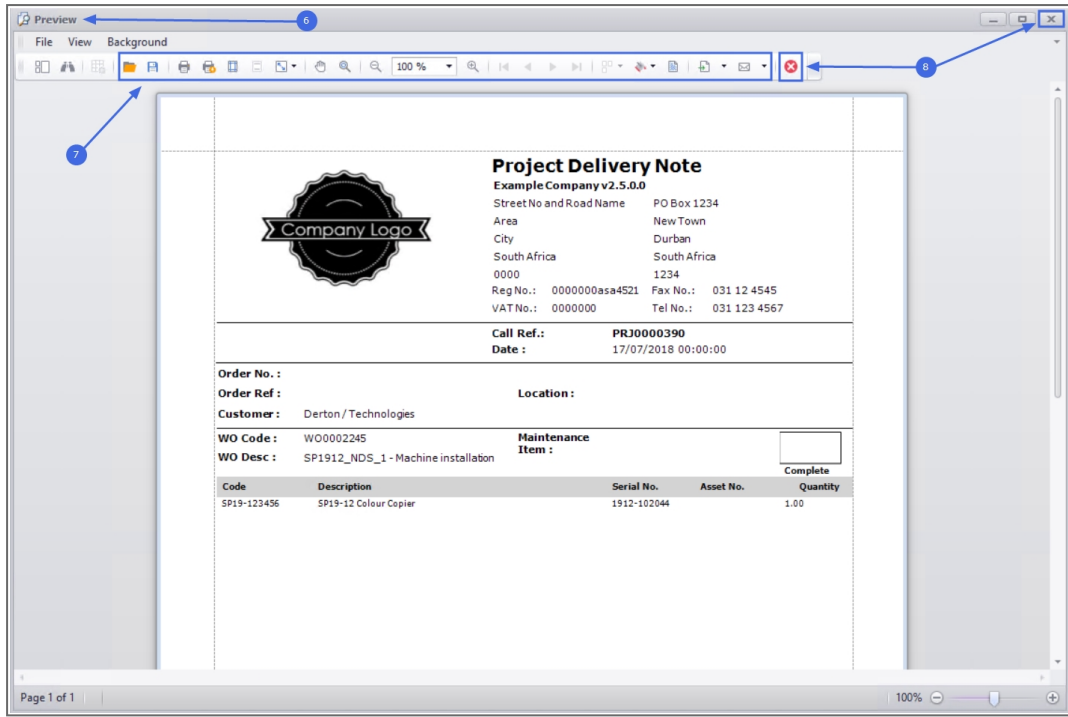 Preview
6
File View Background
100 %
8
7
Project Delivery Note
Example Company v2.5.0.0
Company Logo
Street No and Road Name PO Box 1234
Area New Town
City Durban
South Africa South Africa
0000 1234
Reg No.: 0000000asa4521 Fax No.: 031 12 4545
VAT No.: 0000000 Tel No.: 031 123 4567
Call Ref.: PRJ0000390
Date : 17/07/2018 00:00:00
Order No. :
Order Ref : Location :
Customer : Derton / Technologies
WO Code : WO0002245 Maintenance
Item :
WO Desc : SP1912_NDS_1 - Machine installation
Complete
Code Description Serial No. Asset No. Quantity
SP19-123456 SP19-12 Colour Copier 1912-102044 1.00
Page 1 of 1 100%